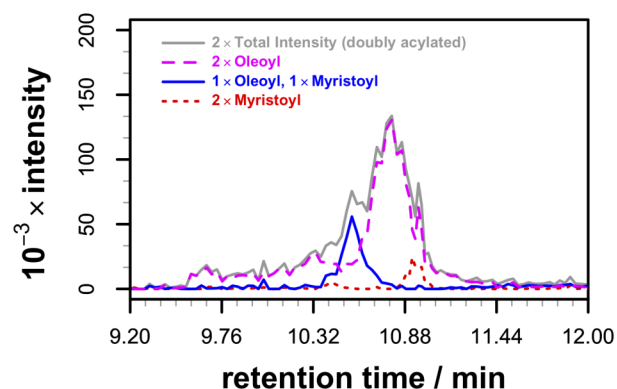 200
150
100
50
0
10⁻³ × intensity
2 × Total Intensity (doubly acylated)
2 × Oleoyl
1 × Oleoyl, 1 × Myristoyl
2 × Myristoyl
9.20 9.76 10.32 10.88 11.44 12.00
retention time / min